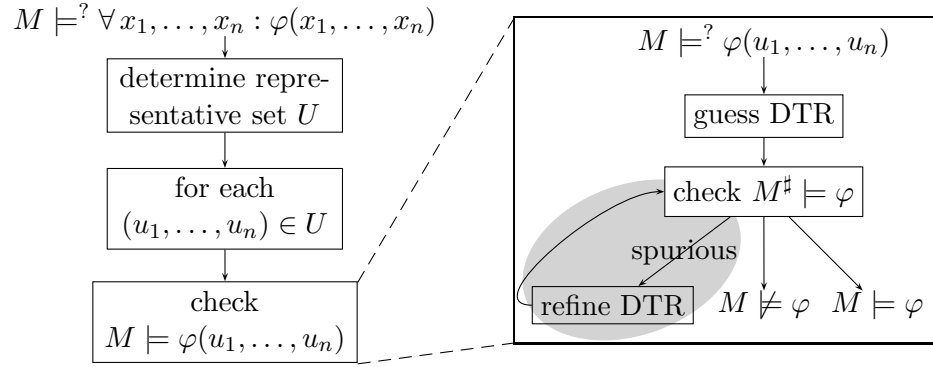 M ⊨? ∀ x₁, . . . , xₙ : φ(x₁, . . . , xₙ)
determine repre-
sentative set U
for each
(u₁, . . . , uₙ) ∈ U
check
M ⊨ φ(u₁, . . . , uₙ)
M ⊨? φ(u₁, . . . , uₙ)
guess DTR
check M♯ ⊨ φ
spurious
refine DTR
M ⊭ φ
M ⊨ φ